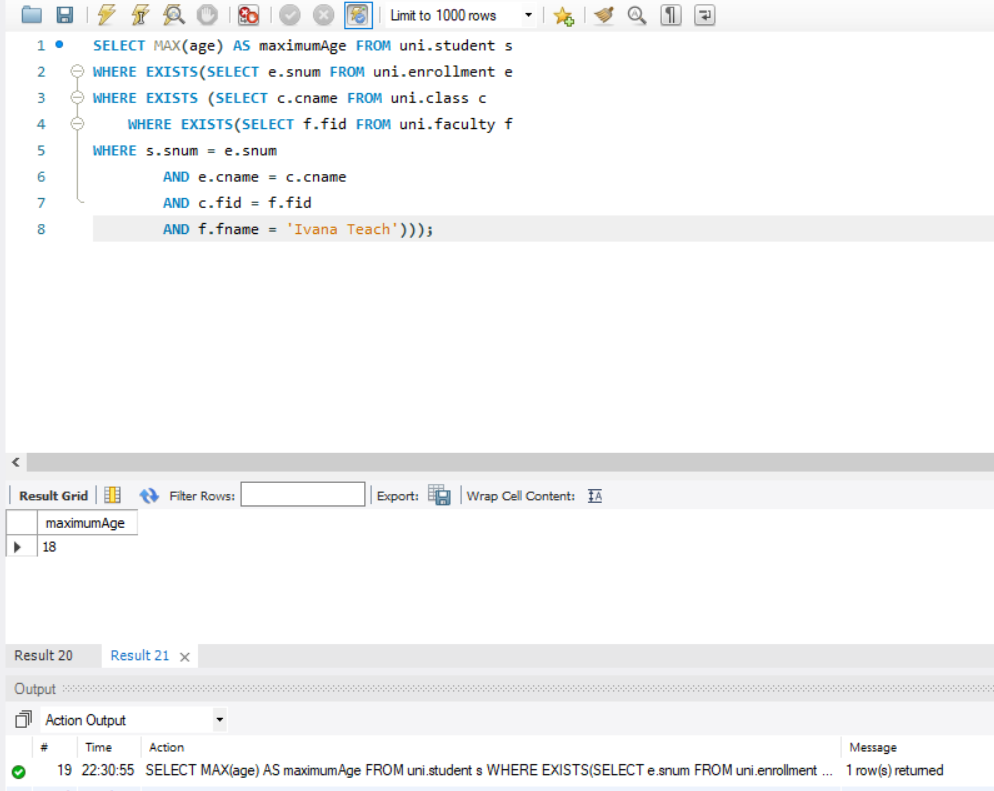 Limit to 1000 rows
1 SELECT MAX(age) AS maximumAge FROM uni.student s
2 WHERE EXISTS(SELECT e.snum FROM uni.enrollment e
3 WHERE EXISTS (SELECT c.cname FROM uni.class c
4 WHERE EXISTS(SELECT f.fid FROM uni.faculty f
5 WHERE s.snum = e.snum
6 AND e.cname = c.cname
7 AND c.fid = f.fid
8 AND f.fname = 'Ivana Teach')));
Result Grid Filter Rows: Export: Wrap Cell Content: IA
maximumAge
18
Result 20 Result 21
Output
Action Output
# Time Action Message
19 22:30:55 SELECT MAX(age) AS maximumAge FROM uni.student s WHERE EXISTS(SELECT e.snum FROM uni.enrollment ... 1 row(s) returned